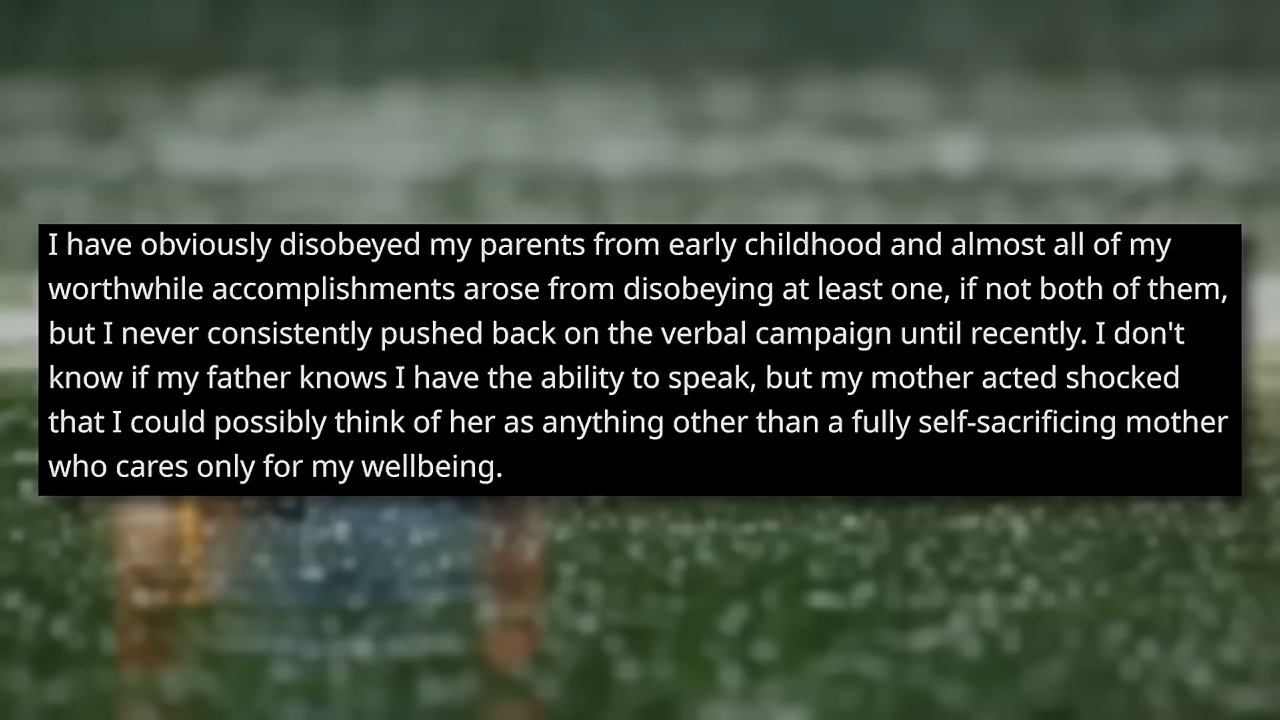 I have obviously disobeyed my parents from early childhood and almost all of my
worthwhile accomplishments arose from disobeying at least one, if not both of them,
but I never consistently pushed back on the verbal campaign until recently. I don't
know if my father knows I have the ability to speak, but my mother acted shocked
that I could possibly think of her as anything other than a fully self-sacrificing mother
who cares only for my wellbeing.